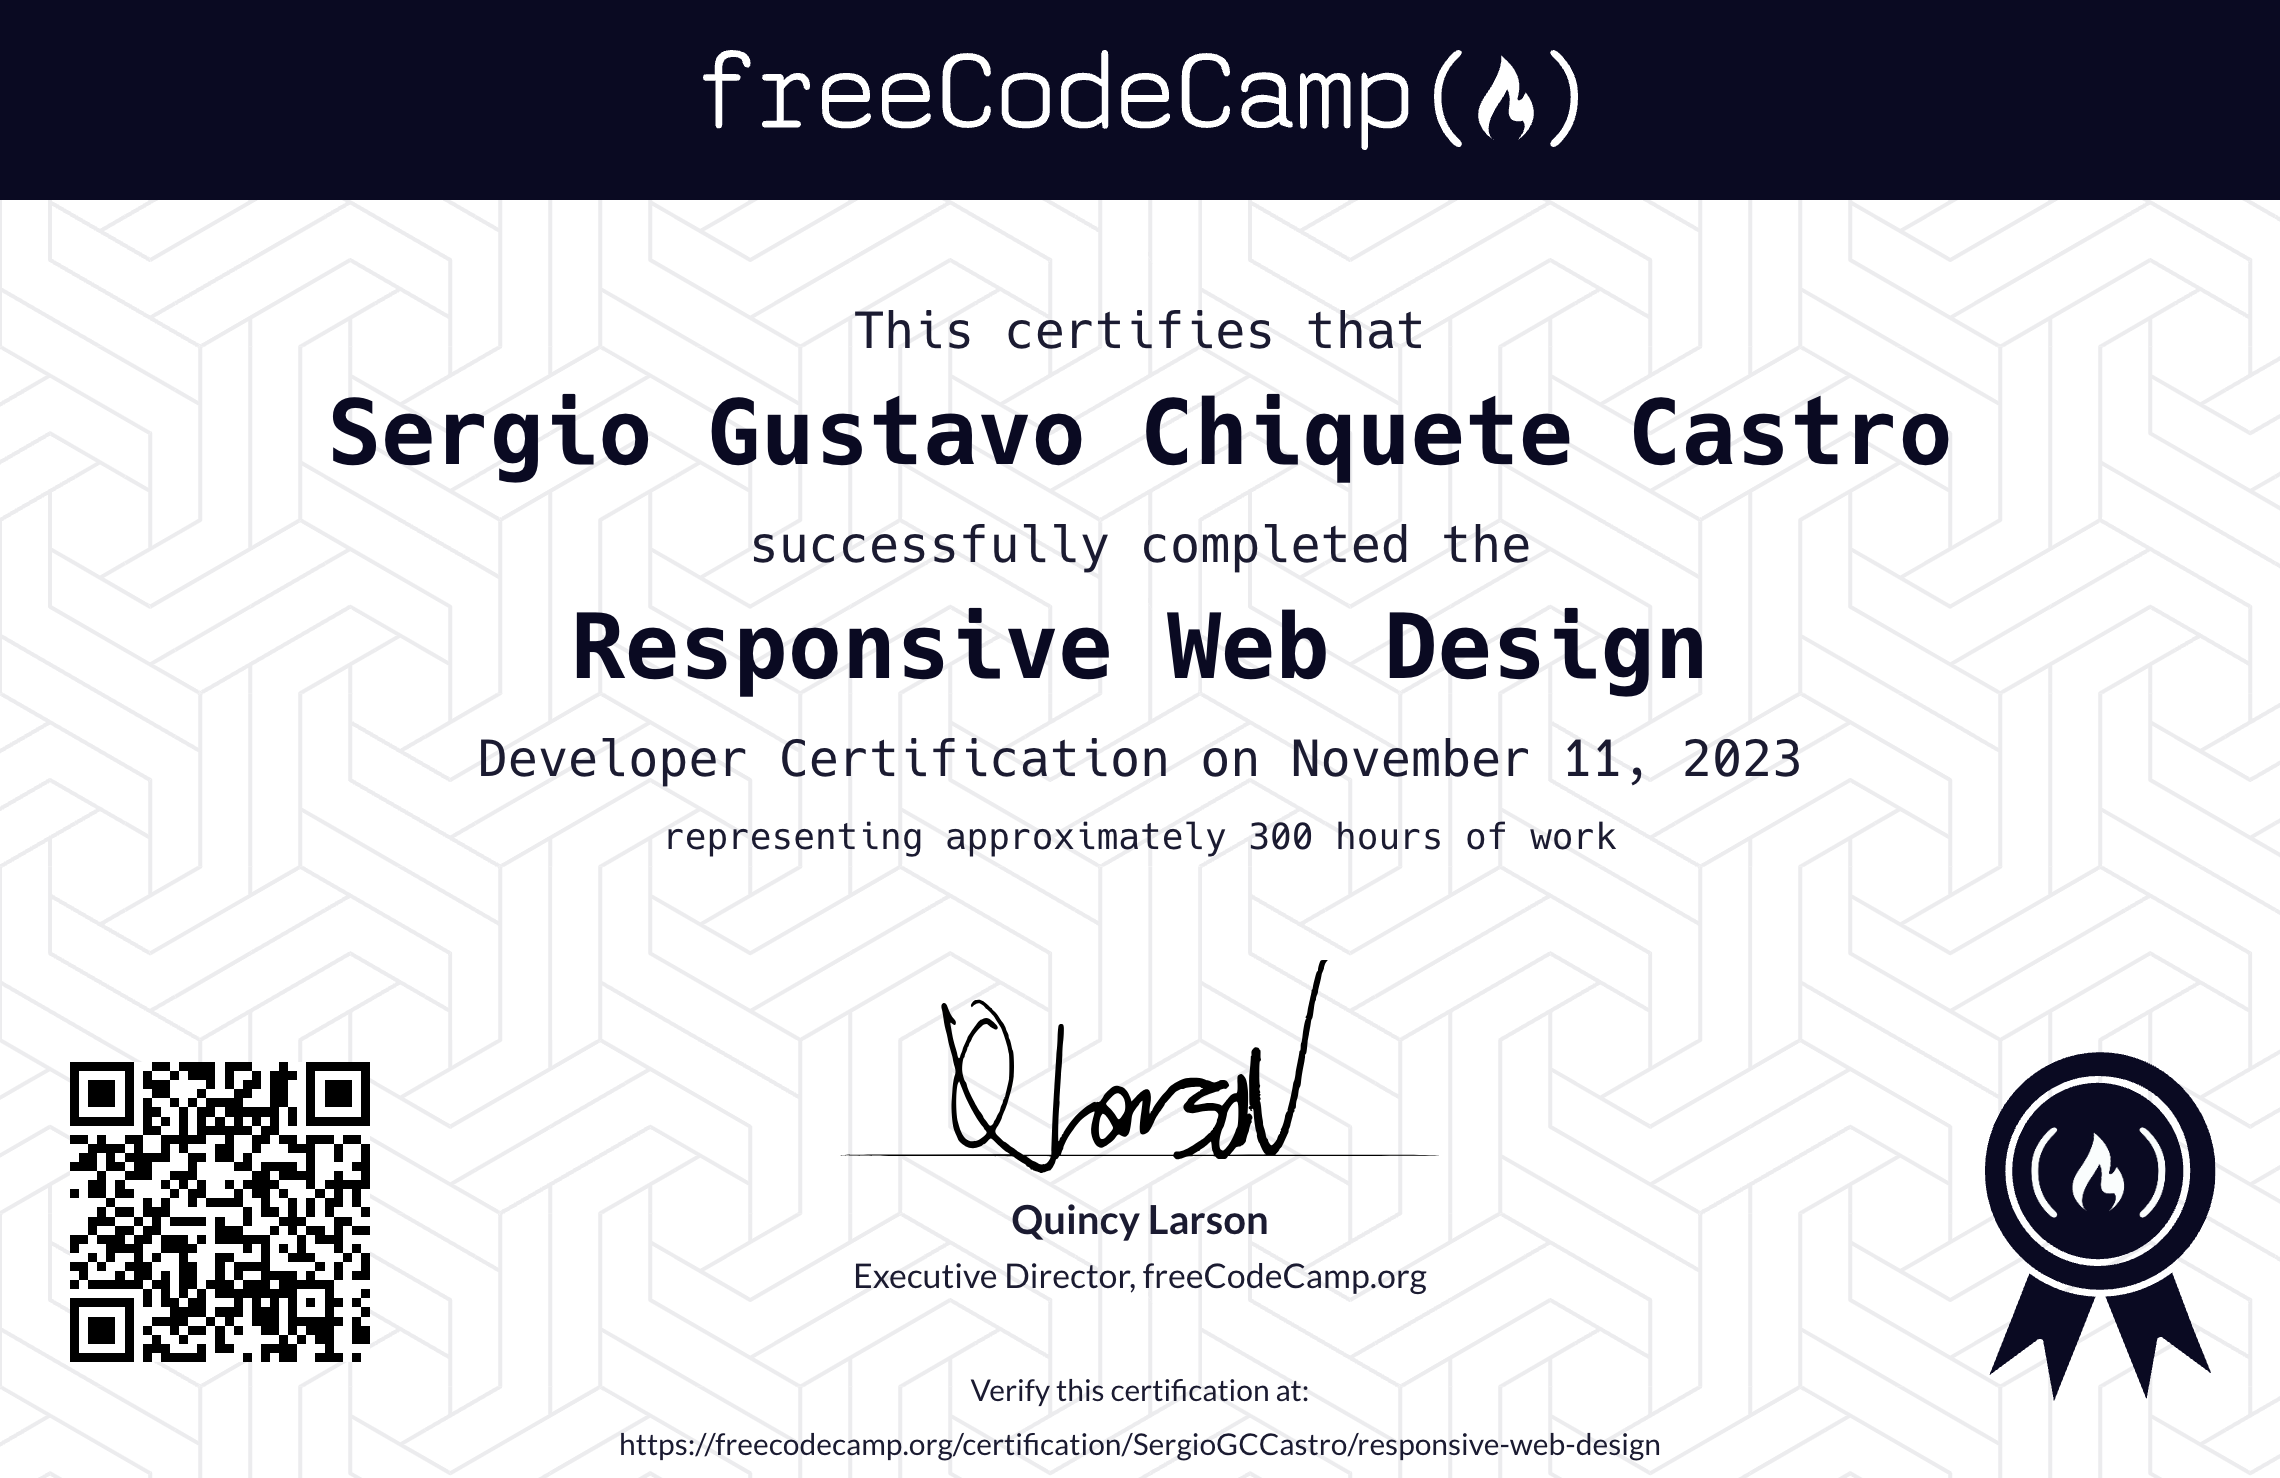 freeCodeCamp
This certifies that
Sergio Gustavo Chiquete Castro
successfully completed the
Responsive Web Design
Developer Certification on November 11, 2023
representing approximately 300 hours of work
Quincy Larson
Executive Director, freeCodeCamp.org
Verify this certification at:
https://freecodecamp.org/certification/SergioGCCastro/responsive-web-design